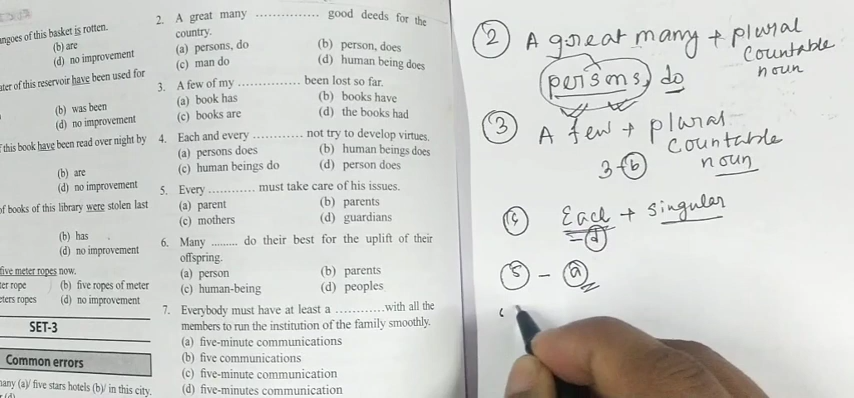 ngoes of this basket is rotten.
(b) are
(d) no improvement
ater of this reservoir have been used for
(b) was been
(d) no improvement
this book have been read over night by
(b) are
(d) no improvement
of books of this library were stolen last
(b) has
(d) no improvement
five meter ropes now.
ter rope (b) five ropes of meter
eters ropes (d) no improvement
SET-3
Common errors
many (a)/ five stars hotels (b)/ in this city.
2. A great many ............... good deeds for the
country.
(a) persons, do (b) person, does
(c) man do (d) human being does
3. A few of my ............... been lost so far.
(a) book has (b) books have
(c) books are (d) the books had
4. Each and every ............ not try to develop virtues.
(a) persons does (b) human beings does
(c) human beings do (d) person does
5. Every ............ must take care of his issues.
(a) parent (b) parents
(c) mothers (d) guardians
6. Many ......... do their best for the uplift of their
offspring.
(a) person (b) parents
(c) human-being (d) peoples
7. Everybody must have at least a ............with all the
members to run the institution of the family smoothly.
(a) five-minute communications
(b) five communications
(c) five-minute communication
(d) five-minutes communication
2 A great many + plural
countable
noun
persons, do
3 A few + plural
countable
noun
3-b
4 Each + singular
= d
5 - a